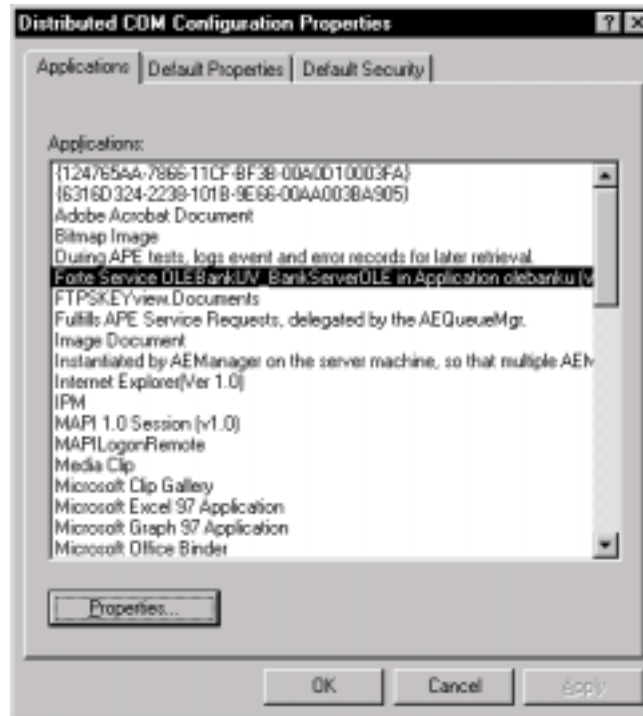 Distributed COM Configuration Properties
Applications
Default Properties
Default Security
Applications:
{124765AA-7866-11CF-BF3B-00A0D10003FA}
{6316D324-2238-101B-9E66-00AA003BA905}
Adobe Acrobat Document
Bitmap Image
During APE tests, logs event and error records for later retrieval.
Forte Service OLEBankUV_BankServerOLE in Application olebanku (v
FTPSKEYview.Documents
Fulfills APE Service Requests, delegated by the AEQueueMgr.
Image Document
Instantiated by AEManager on the server machine, so that multiple AEM
Internet Explorer(Ver 1.0)
IPM
MAPI 1.0 Session (v1.0)
MAPILogonRemote
Media Clip
Microsoft Clip Gallery
Microsoft Excel 97 Application
Microsoft Graph 97 Application
Microsoft Office Binder
Properties...
OK
Cancel
Apply